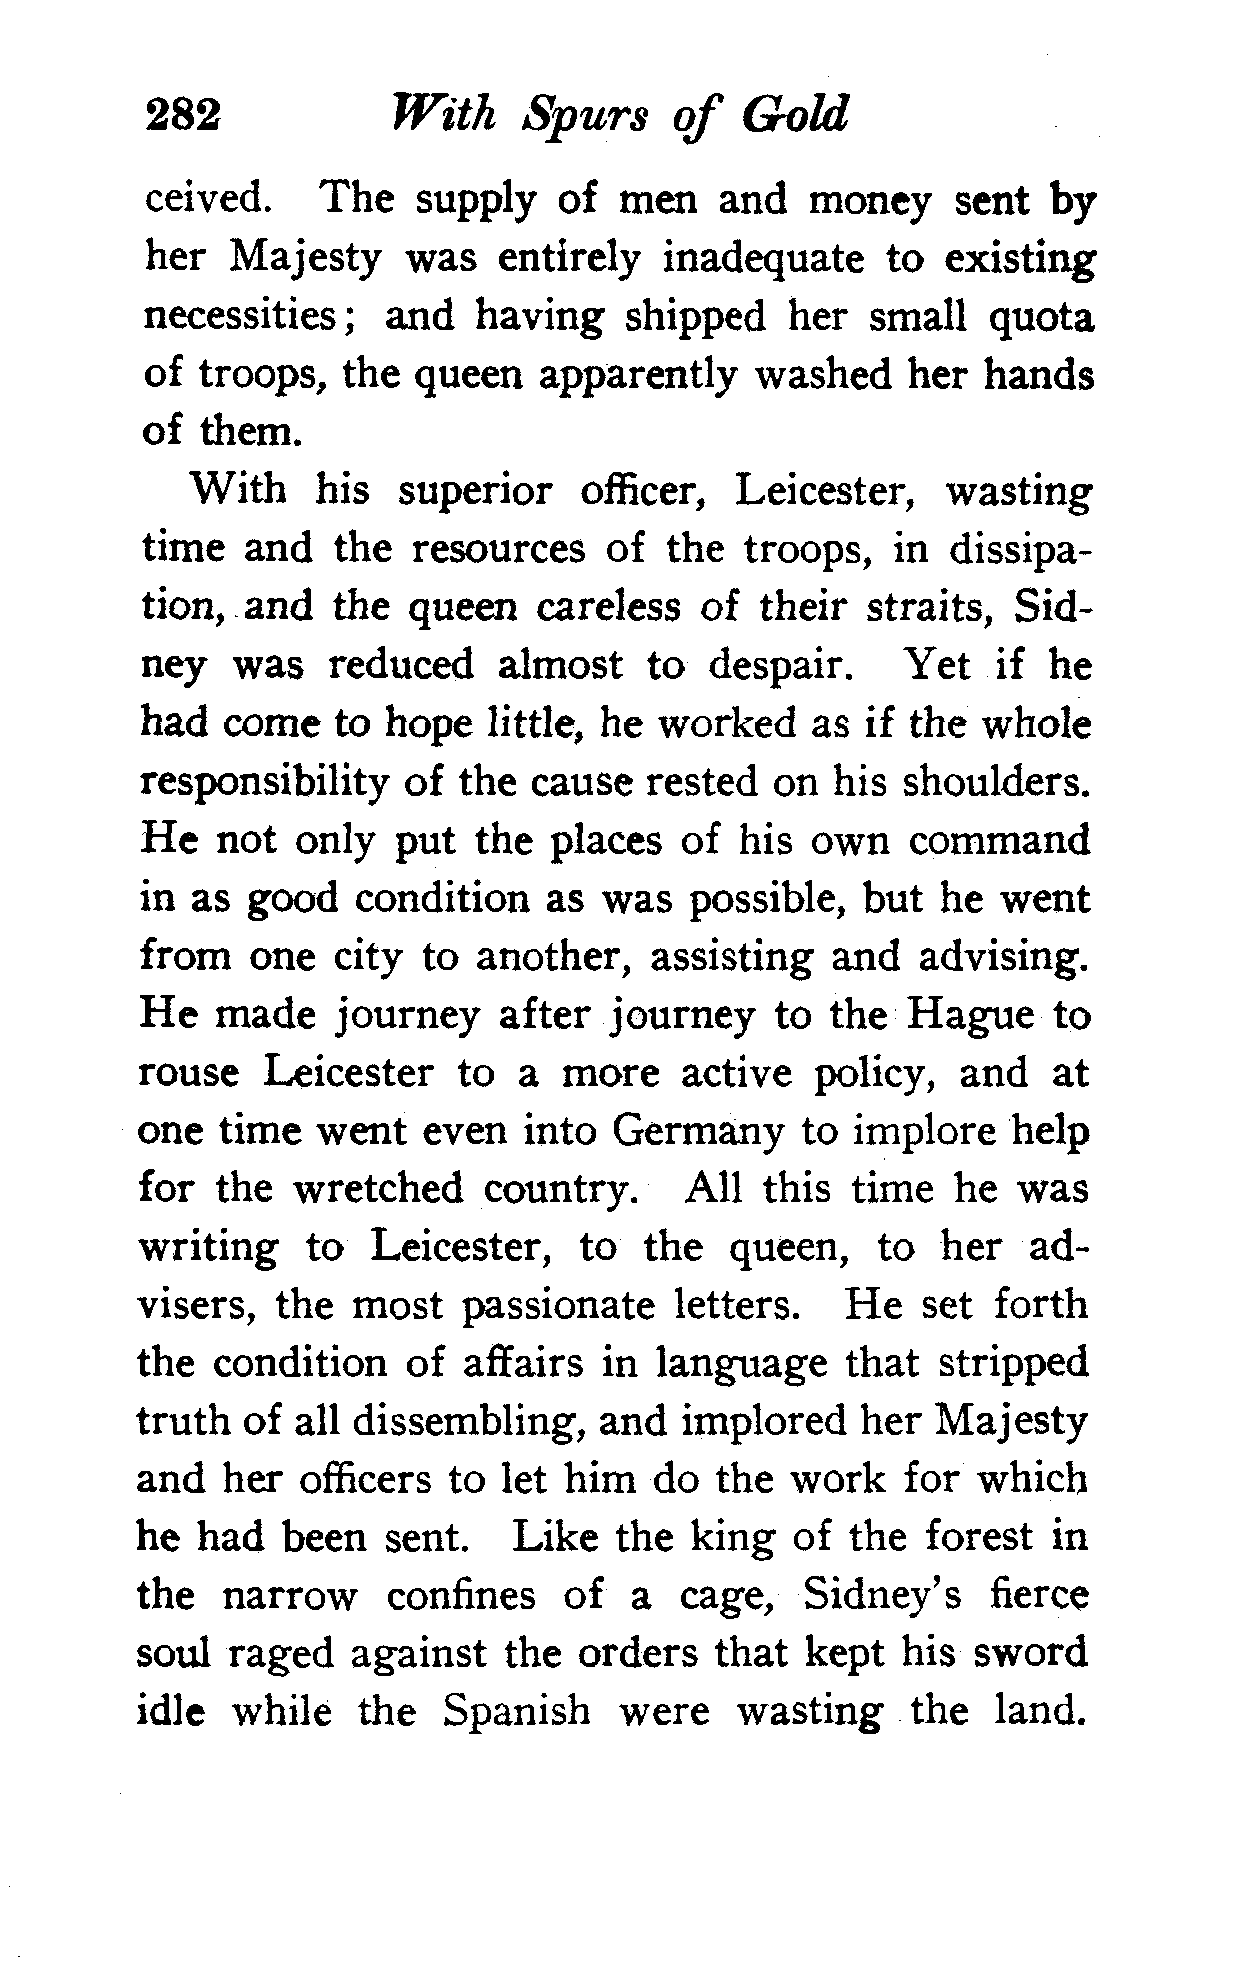 282 With Spurs of Gold
ceived. The supply of men and money sent by
her Majesty was entirely inadequate to existing
necessities; and having shipped her small quota
of troops, the queen apparently washed her hands
of them.
With his superior officer, Leicester, wasting
time and the resources of the troops, in dissipa-
tion, and the queen careless of their straits, Sid-
ney was reduced almost to despair. Yet if he
had come to hope little, he worked as if the whole
responsibility of the cause rested on his shoulders.
He not only put the places of his own command
in as good condition as was possible, but he went
from one city to another, assisting and advising.
He made journey after journey to the Hague to
rouse Leicester to a more active policy, and at
one time went even into Germany to implore help
for the wretched country. All this time he was
writing to Leicester, to the queen, to her ad-
visers, the most passionate letters. He set forth
the condition of affairs in language that stripped
truth of all dissembling, and implored her Majesty
and her officers to let him do the work for which
he had been sent. Like the king of the forest in
the narrow confines of a cage, Sidney's fierce
soul raged against the orders that kept his sword
idle while the Spanish were wasting the land.